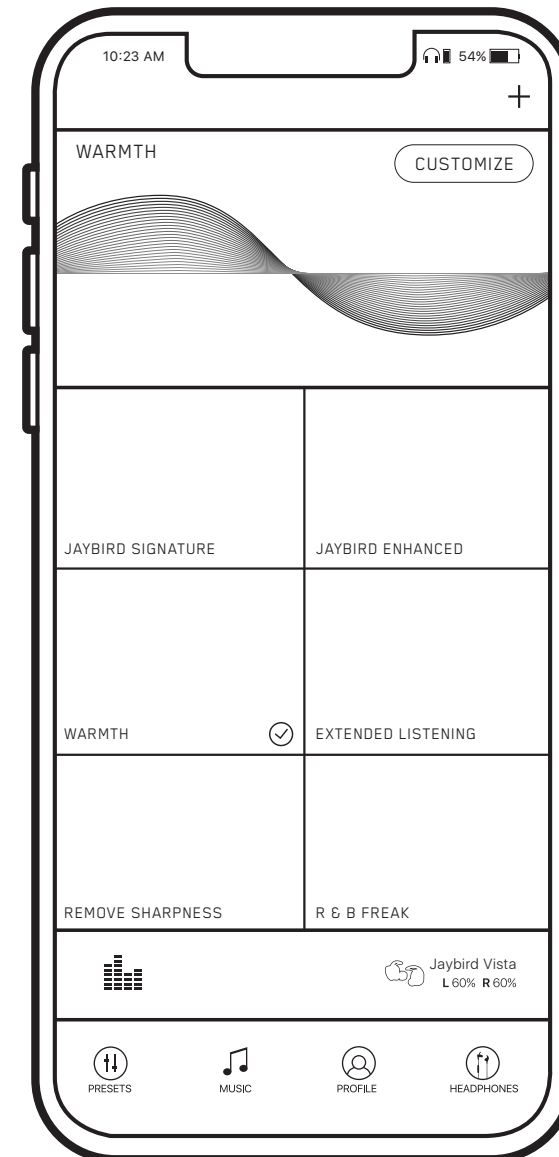 10:23 AM 54%
+
WARMTH
CUSTOMIZE
JAYBIRD SIGNATURE JAYBIRD ENHANCED
WARMTH EXTENDED LISTENING
REMOVE SHARPNESS R & B FREAK
Jaybird Vista
L 60% R 60%
PRESETS MUSIC PROFILE HEADPHONES